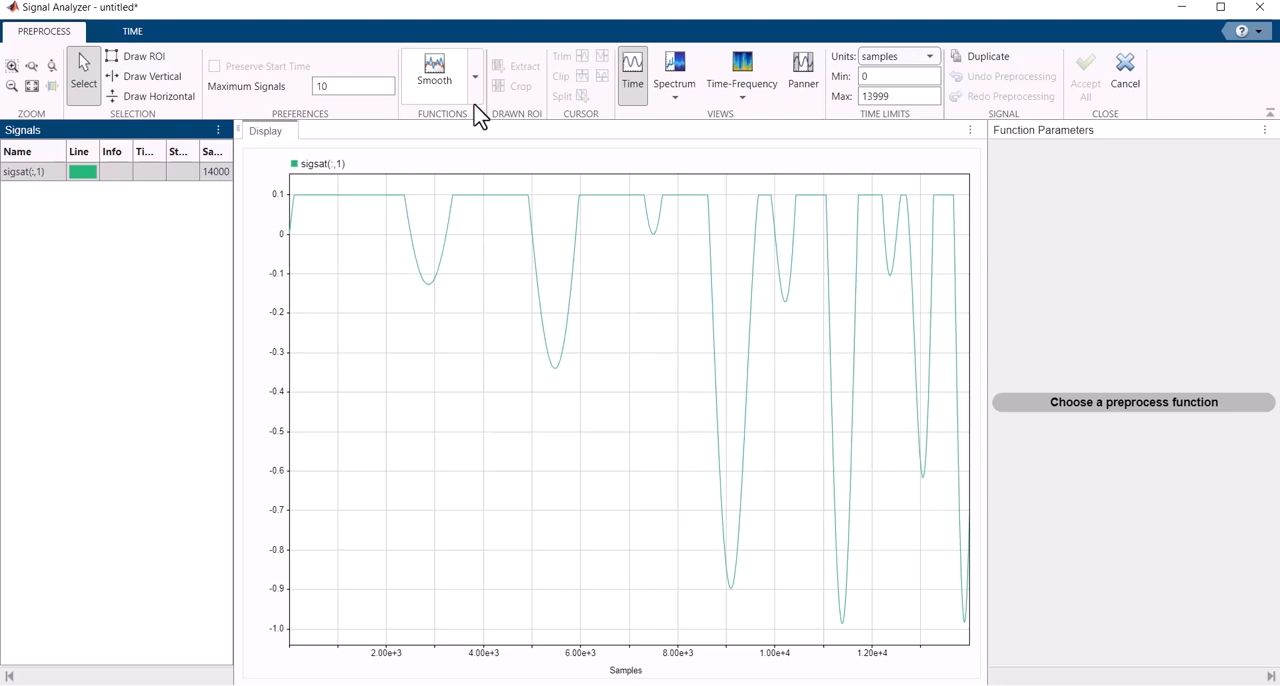 Signal Analyzer - untitled*
PREPROCESS TIME
Select
Draw ROI
Draw Vertical
Draw Horizontal
Preserve Start Time
Maximum Signals 10
Smooth
Extract
Crop
Trim
Clip
Split
Time
Spectrum
Time-Frequency
Panner
Units: samples
Min: 0
Max: 13999
Duplicate
Undo Preprocessing
Redo Preprocessing
Accept
All
Cancel
ZOOM SELECTION PREFERENCES FUNCTIONS DRAWN ROI CURSOR VIEWS TIME LIMITS SIGNAL CLOSE
Signals
Name Line Info Ti... St... Sa...
sigsat(:,1) 14000
Display
sigsat(:,1)
0.1
0
-0.1
-0.2
-0.3
-0.4
-0.5
-0.6
-0.7
-0.8
-0.9
-1.0
2.00e+3 4.00e+3 6.00e+3 8.00e+3 1.00e+4 1.20e+4
Samples
Function Parameters
Choose a preprocess function